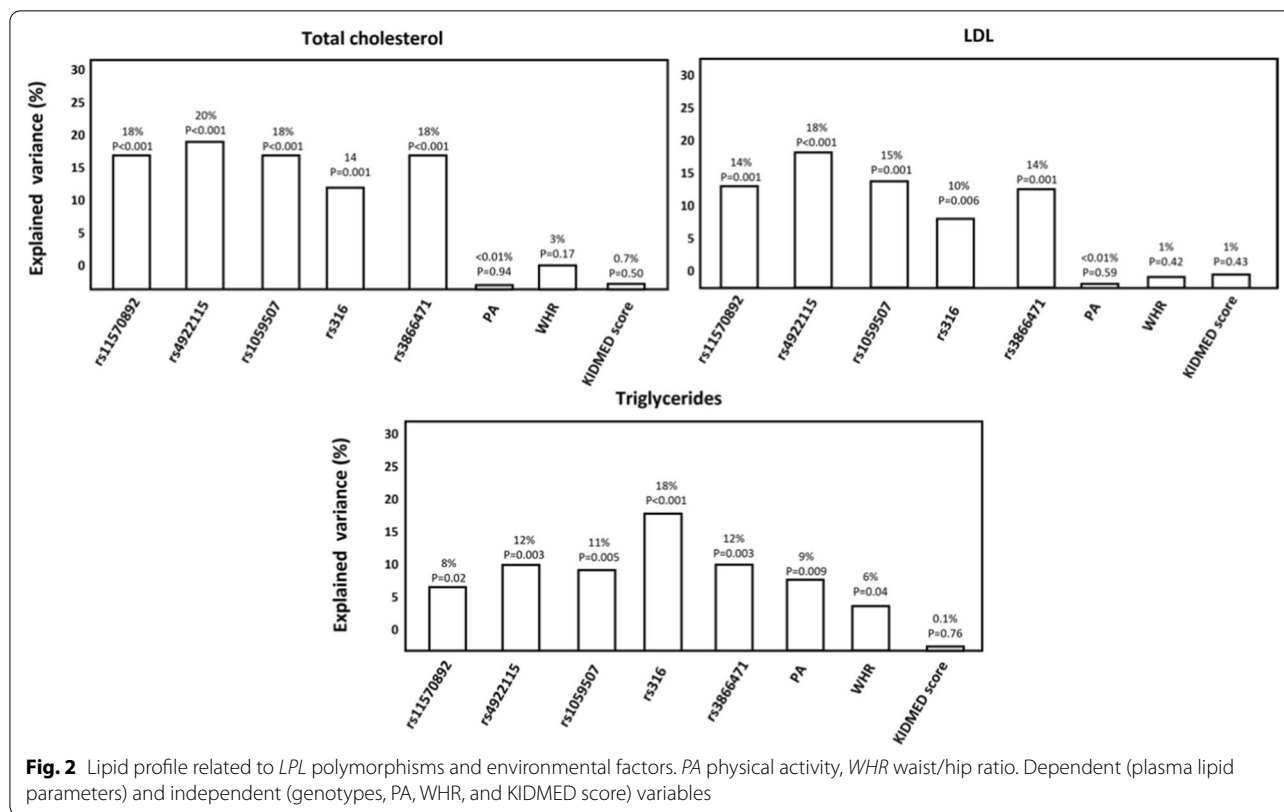 Total cholesterol
Explained variance (%)
30
25
20
15
10
5
0
18%
P<0.001
20%
P<0.001
18%
P<0.001
14
P=0.001
18%
P<0.001
<0.01%
P=0.94
3%
P=0.17
0.7%
P=0.50
rs11570892
rs4922115
rs1059507
rs316
rs3866471
PA
WHR
KIDMED score
LDL
Explained variance (%)
30
25
20
15
10
5
0
14%
P=0.001
18%
P<0.001
15%
P=0.001
10%
P=0.006
14%
P=0.001
<0.01%
P=0.59
1%
P=0.42
1%
P=0.43
rs11570892
rs4922115
rs1059507
rs316
rs3866471
PA
WHR
KIDMED score
Triglycerides
Explained variance (%)
30
25
20
15
10
5
0
8%
P=0.02
12%
P=0.003
11%
P=0.005
18%
P<0.001
12%
P=0.003
9%
P=0.009
6%
P=0.04
0.1%
P=0.76
rs11570892
rs4922115
rs1059507
rs316
rs3866471
PA
WHR
KIDMED score
Fig. 2 Lipid profile related to LPL polymorphisms and environmental factors. PA physical activity, WHR waist/hip ratio. Dependent (plasma lipid
parameters) and independent (genotypes, PA, WHR, and KIDMED score) variables